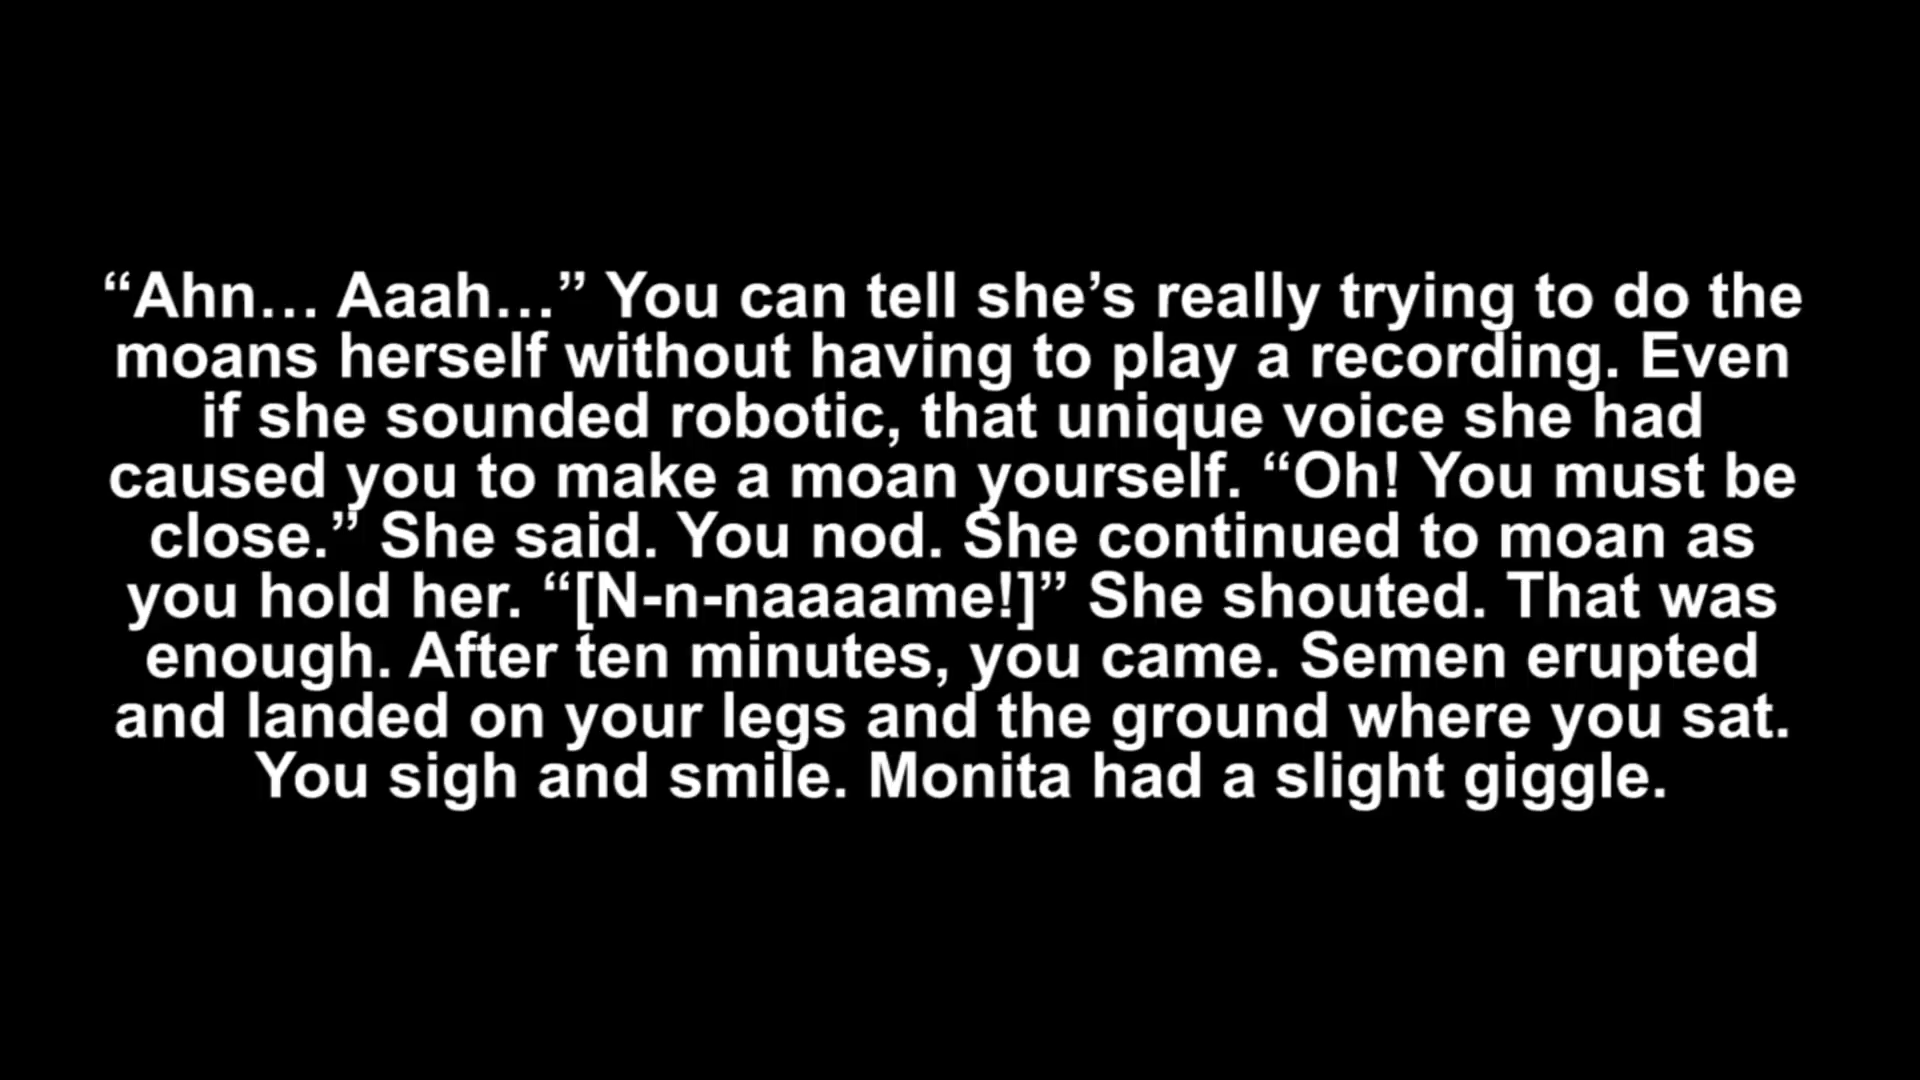 “Ahn… Aaah…” You can tell she’s really trying to do the
moans herself without having to play a recording. Even
if she sounded robotic, that unique voice she had
caused you to make a moan yourself. “Oh! You must be
close.” She said. You nod. She continued to moan as
you hold her. “[N-n-naaaame!]” She shouted. That was
enough. After ten minutes, you came. Semen erupted
and landed on your legs and the ground where you sat.
You sigh and smile. Monita had a slight giggle.